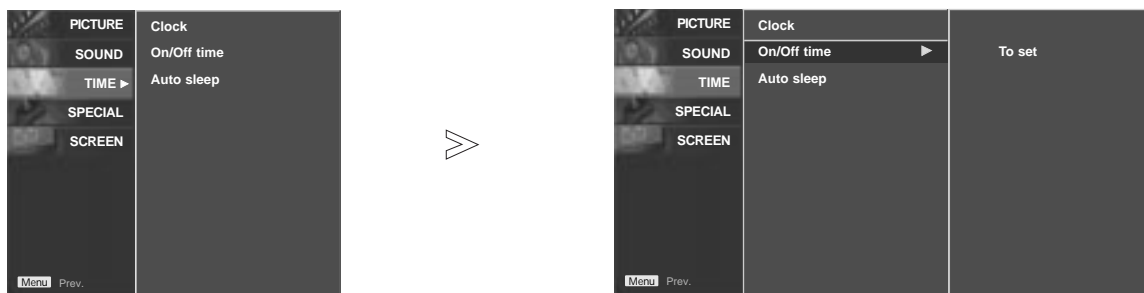 PICTURE
SOUND
TIME ▶
SPECIAL
SCREEN
Clock
On/Off time
Auto sleep
Menu Prev.
PICTURE
SOUND
TIME
SPECIAL
SCREEN
Clock
On/Off time ▶
Auto sleep
To set
Menu Prev.